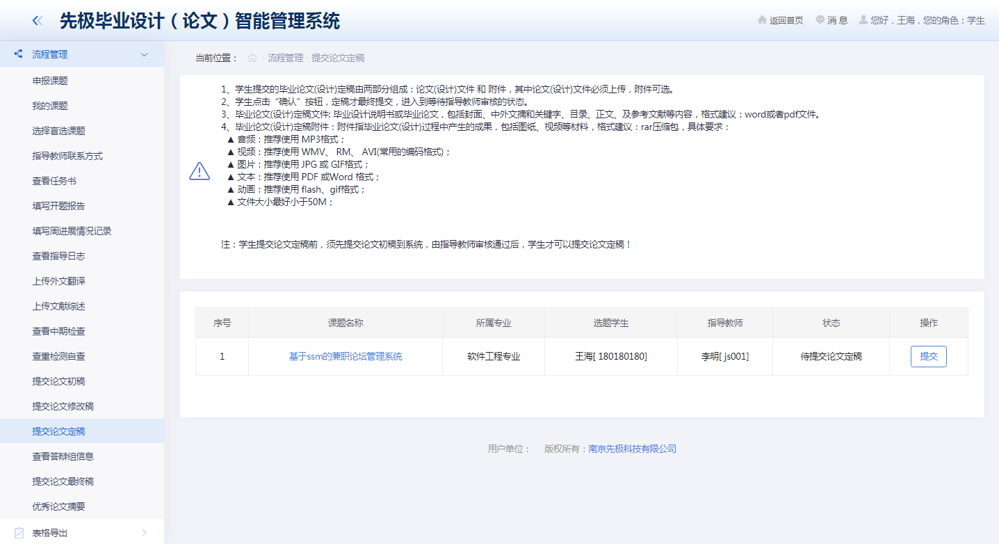 先极毕业设计（论文）智能管理系统
返回首页
消 息
您好，王海，您的角色：学生
流程管理
申报课题
我的课题
选择盲选课题
指导教师联系方式
查看任务书
填写开题报告
填写周进展情况记录
查看指导日志
上传外文翻译
上传文献综述
查看中期检查
查重检测自查
提交论文初稿
提交论文修改稿
提交论文定稿
查看答辩组信息
提交论文最终稿
优秀论文摘要
表格导出
当前位置： · 流程管理 · 提交论文定稿
1、学生提交的毕业论文(设计)定稿由两部分组成：论文(设计)文件 和 附件，其中论文(设计)文件必须上传，附件可选。
2、学生点击“确认”按钮，定稿才最终提交，进入到等待指导教师审核的状态。
3、毕业论文(设计)定稿文件: 毕业设计说明书或毕业论文，包括封面、中外文摘和关键字、目录、正文、及参考文献等内容，格式建议：word或者pdf文件。
4、毕业论文(设计)定稿附件：附件指毕业论文(设计)过程中产生的成果，包括图纸、视频等材料，格式建议：rar压缩包，具体要求：
▲ 音频：推荐使用 MP3格式；
▲ 视频：推荐使用 WMV、 RM、 AVI(常用的编码格式)；
▲ 图片：推荐使用 JPG 或 GIF格式；
▲ 文本：推荐使用 PDF 或Word 格式；
▲ 动画：推荐使用 flash、gif格式；
▲ 文件大小最好小于50M；
注：学生提交论文定稿前，须先提交论文初稿到系统，由指导教师审核通过后，学生才可以提交论文定稿！
序号 课题名称 所属专业 选题学生 指导教师 状态 操作
1 基于ssm的兼职论坛管理系统 软件工程专业 王海[ 180180180] 李明[ js001] 待提交论文定稿 提交
用户单位： 版权所有：南京先极科技有限公司